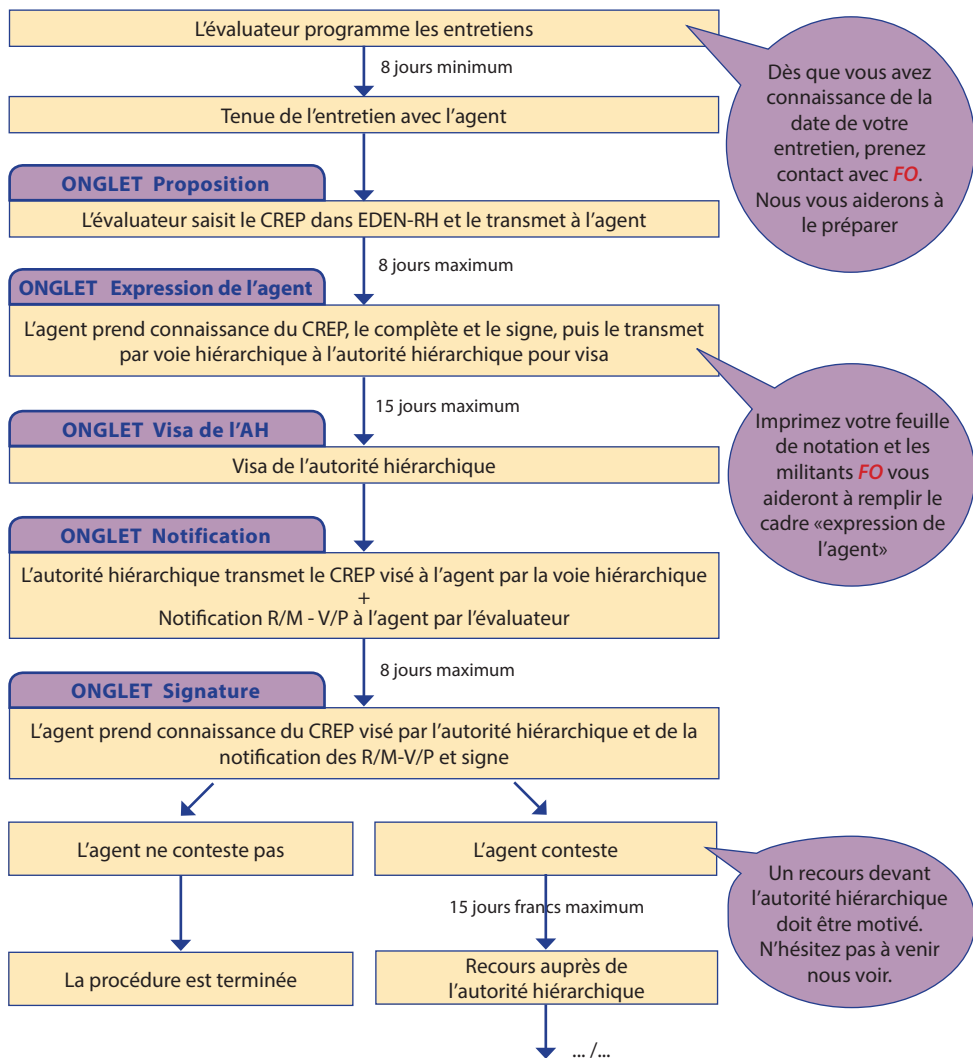 L'évaluateur programme les entretiens
8 jours minimum
Dès que vous avez
connaissance de la
date de votre
entretien, prenez
contact avec FO.
Nous vous aiderons à
le préparer
Tenue de l'entretien avec l'agent
ONGLET Proposition
L'évaluateur saisit le CREP dans EDEN-RH et le transmet à l'agent
8 jours maximum
ONGLET Expression de l'agent
L'agent prend connaissance du CREP, le complète et le signe, puis le transmet
par voie hiérarchique à l'autorité hiérarchique pour visa
15 jours maximum
Imprimez votre feuille
de notation et les
militants FO vous
aideront à remplir le
cadre «expression de
l'agent»
ONGLET Visa de l'AH
Visa de l'autorité hiérarchique
ONGLET Notification
L'autorité hiérarchique transmet le CREP visé à l'agent par la voie hiérarchique
+
Notification R/M - V/P à l'agent par l'évaluateur
8 jours maximum
ONGLET Signature
L'agent prend connaissance du CREP visé par l'autorité hiérarchique et de la
notification des R/M-V/P et signe
L'agent ne conteste pas
L'agent conteste
Un recours devant
l'autorité hiérarchique
doit être motivé.
N'hésitez pas à venir
nous voir.
15 jours francs maximum
La procédure est terminée
Recours auprès de
l'autorité hiérarchique
... /...